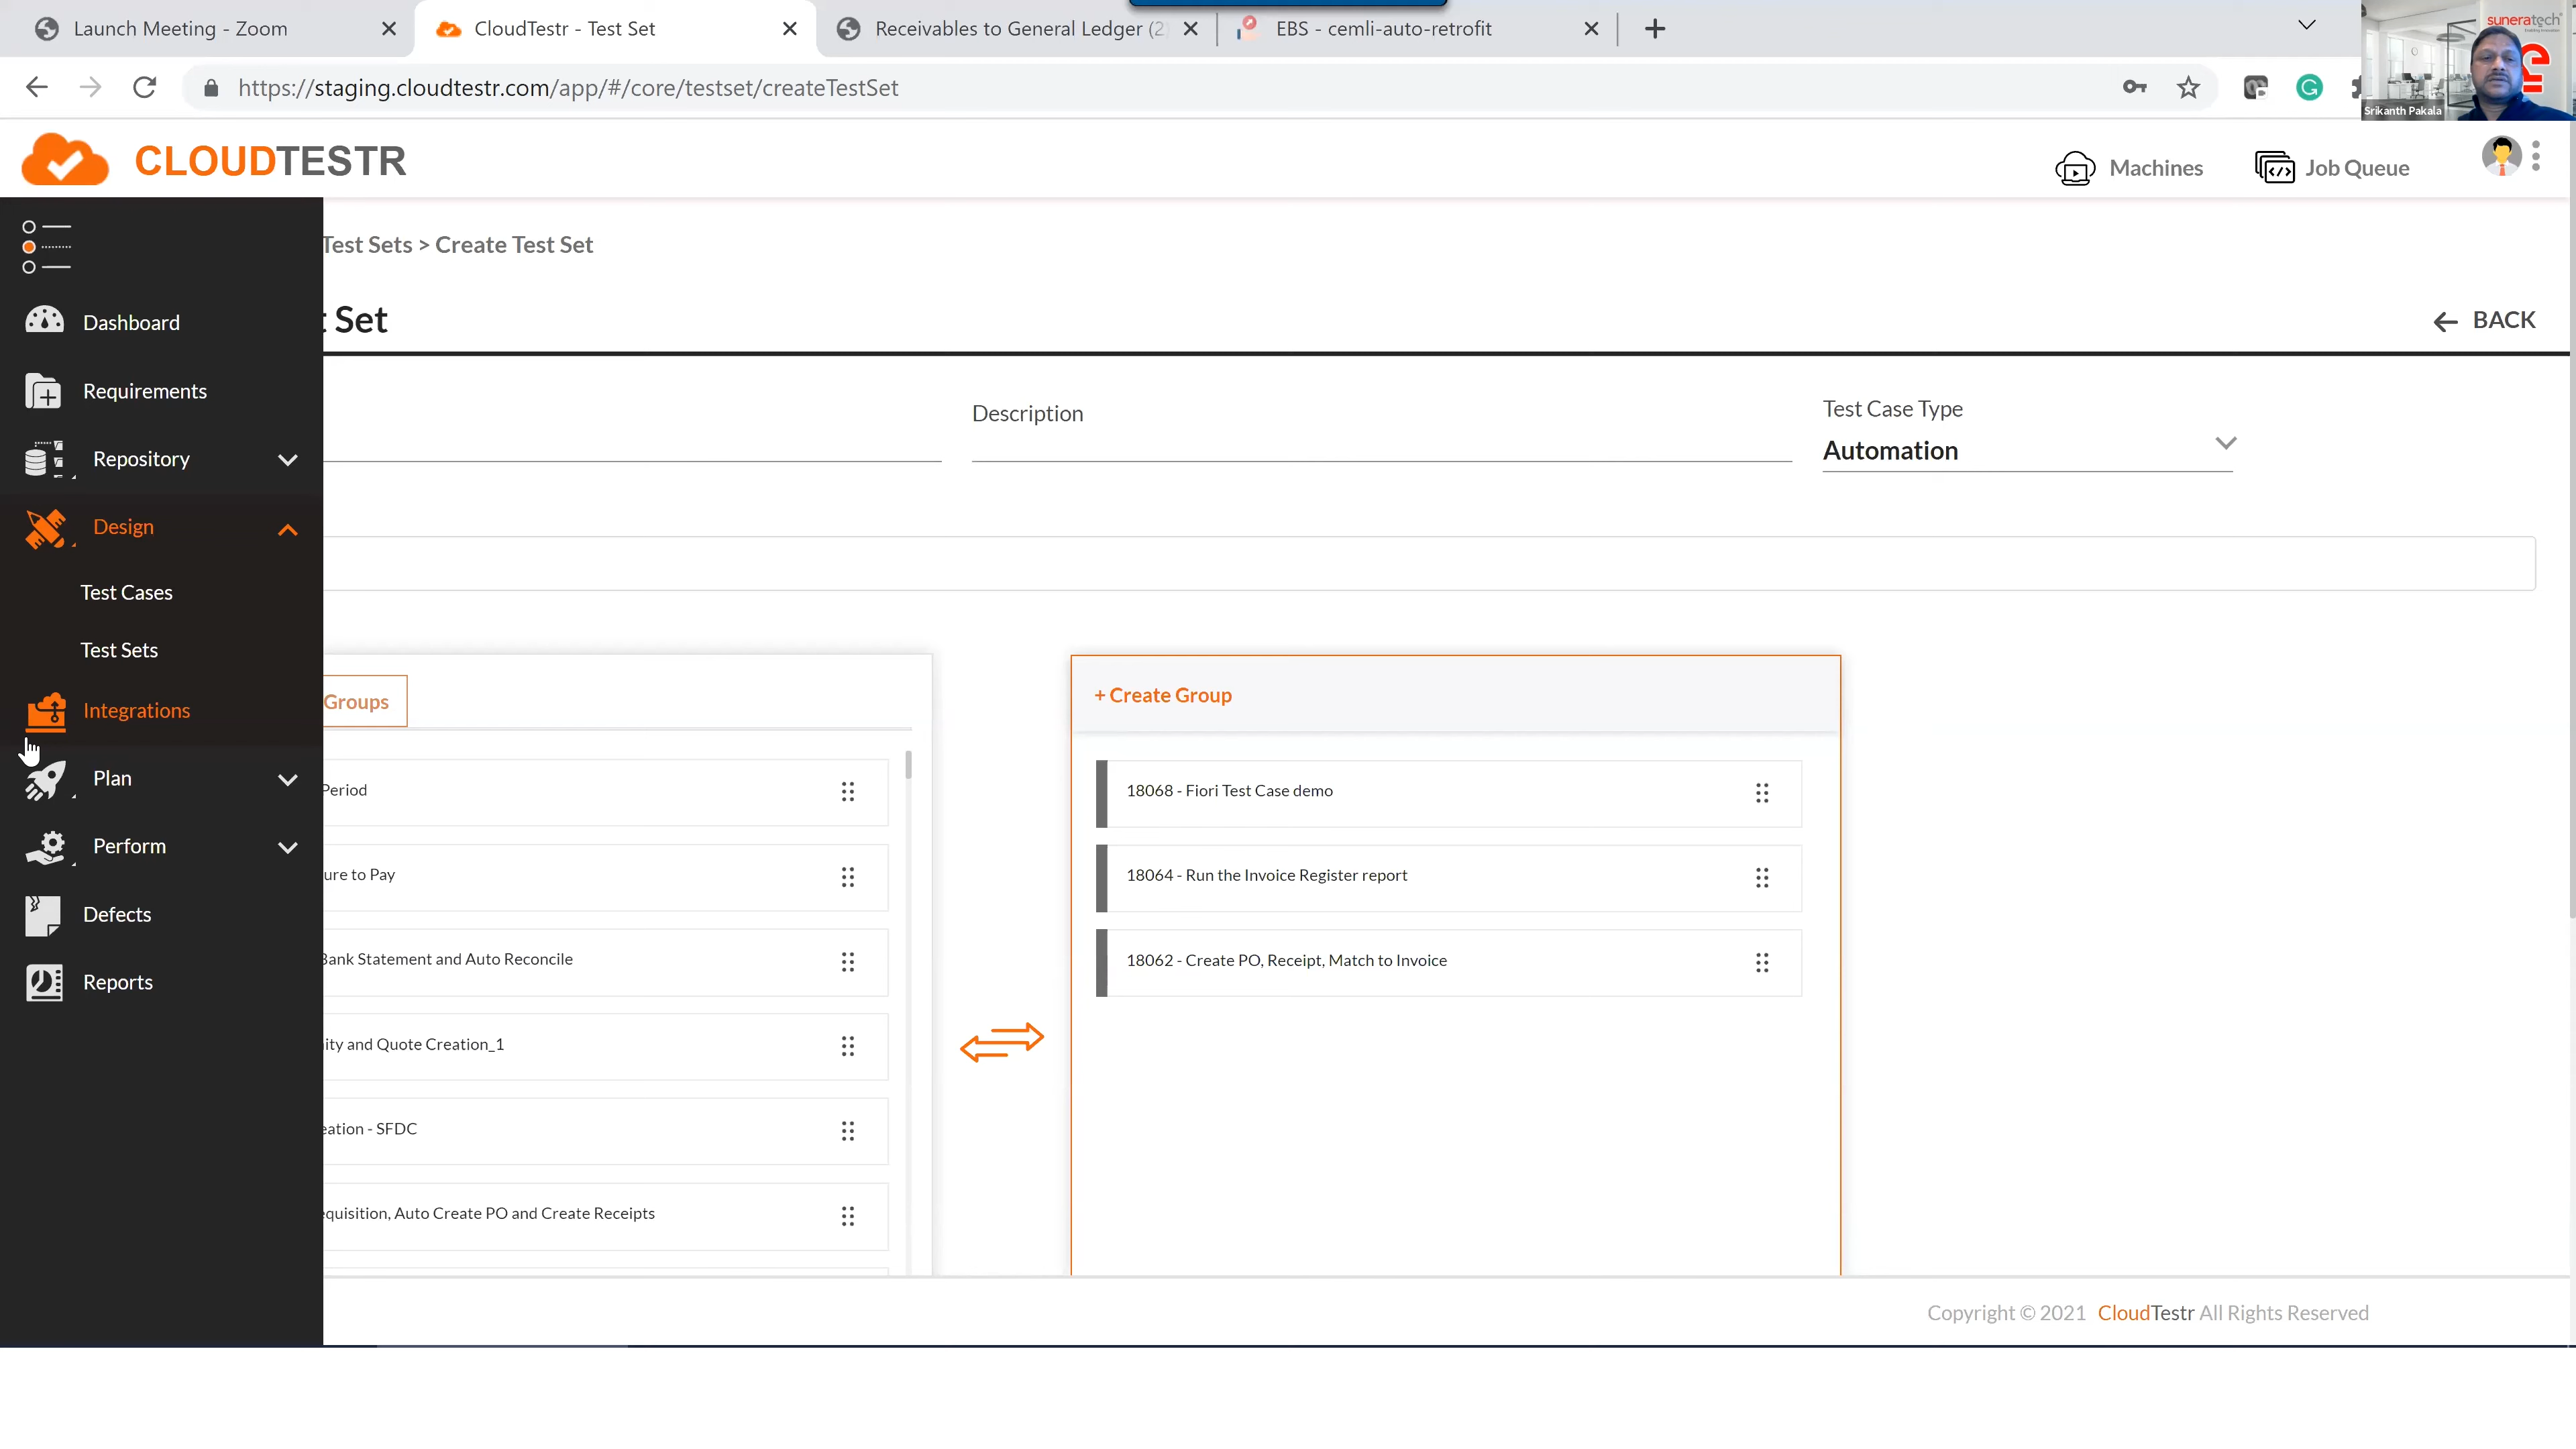 Launch Meeting - Zoom
CloudTestr - Test Set
Receivables to General Ledger (2
EBS - cemli-auto-retrofit
https://staging.cloudtestr.com/app/#/core/testset/createTestSet
suneratech
Srikanth Pakala
CLOUDTESTR
Machines
Job Queue
Test Sets > Create Test Set
Set
BACK
Dashboard
Requirements
Repository
Design
Test Cases
Test Sets
Integrations
Plan
Perform
Defects
Reports
Description
Test Case Type
Automation
Groups
Period
ure to Pay
Bank Statement and Auto Reconcile
ity and Quote Creation_1
eation - SFDC
equisition, Auto Create PO and Create Receipts
+ Create Group
18068 - Fiori Test Case demo
18064 - Run the Invoice Register report
18062 - Create PO, Receipt, Match to Invoice
Copyright © 2021 CloudTestr All Rights Reserved